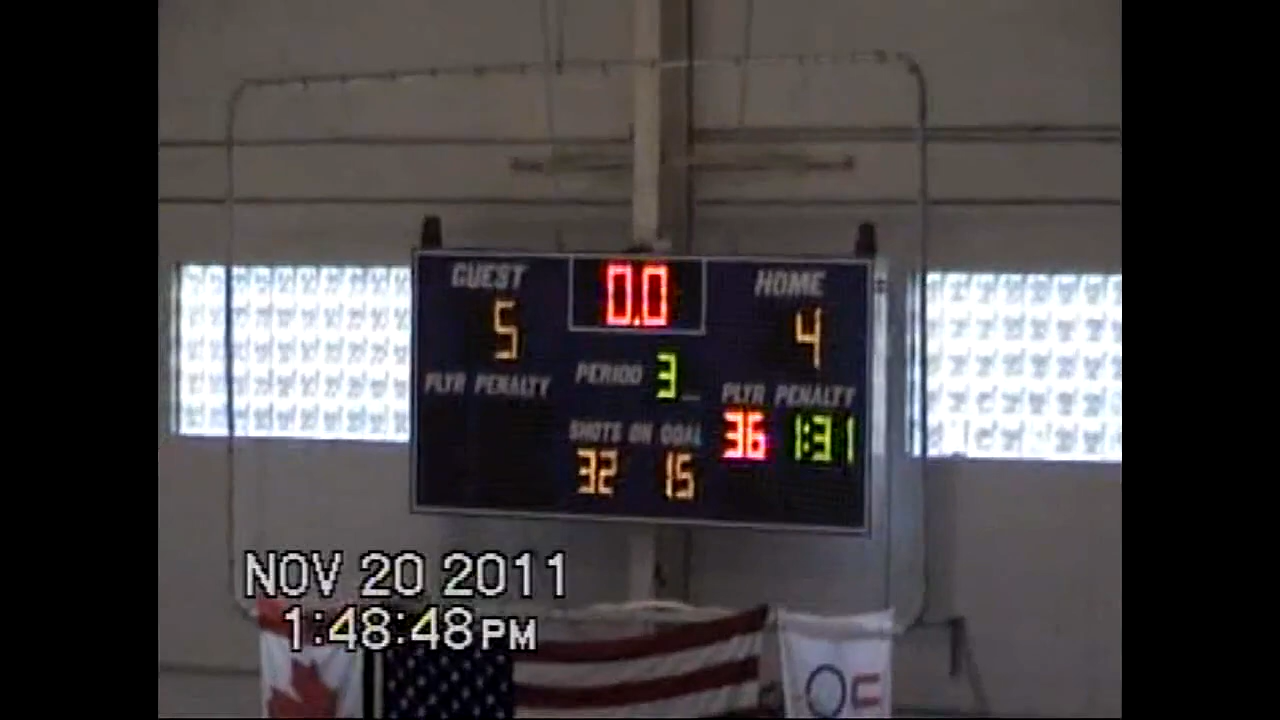 GUEST 0.0 HOME
5 4
PERIOD 3
PLYR PENALTY PLYR PENALTY
36 1:31
SHOTS ON GOAL
32 15
NOV 20 2011
1:48:48 PM